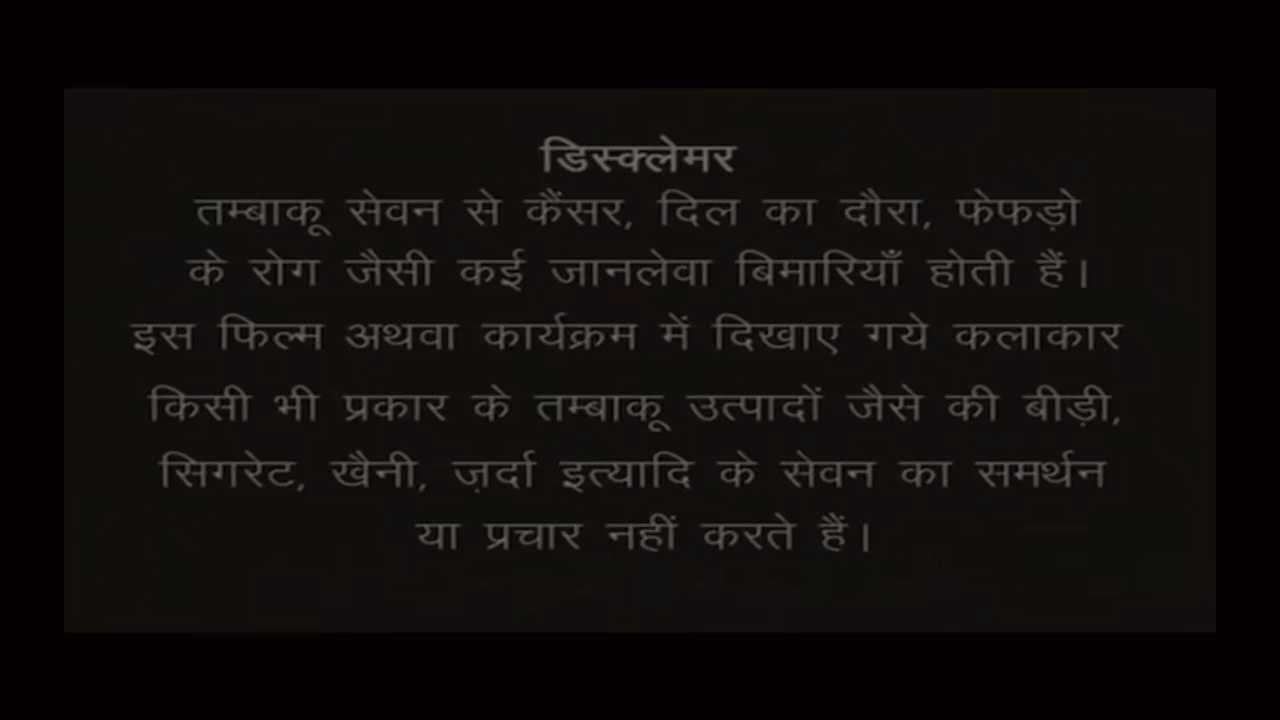 डिस्क्लेमर
तम्बाकू सेवन से कैंसर, दिल का दौरा, फेफड़ो
के रोग जैसी कई जानलेवा बिमारियाँ होती हैं।
इस फिल्म अथवा कार्यक्रम में दिखाए गये कलाकार
किसी भी प्रकार के तम्बाकू उत्पादों जैसे की बीड़ी,
सिगरेट, खैनी, ज़र्दा इत्यादि के सेवन का समर्थन
या प्रचार नहीं करते हैं।